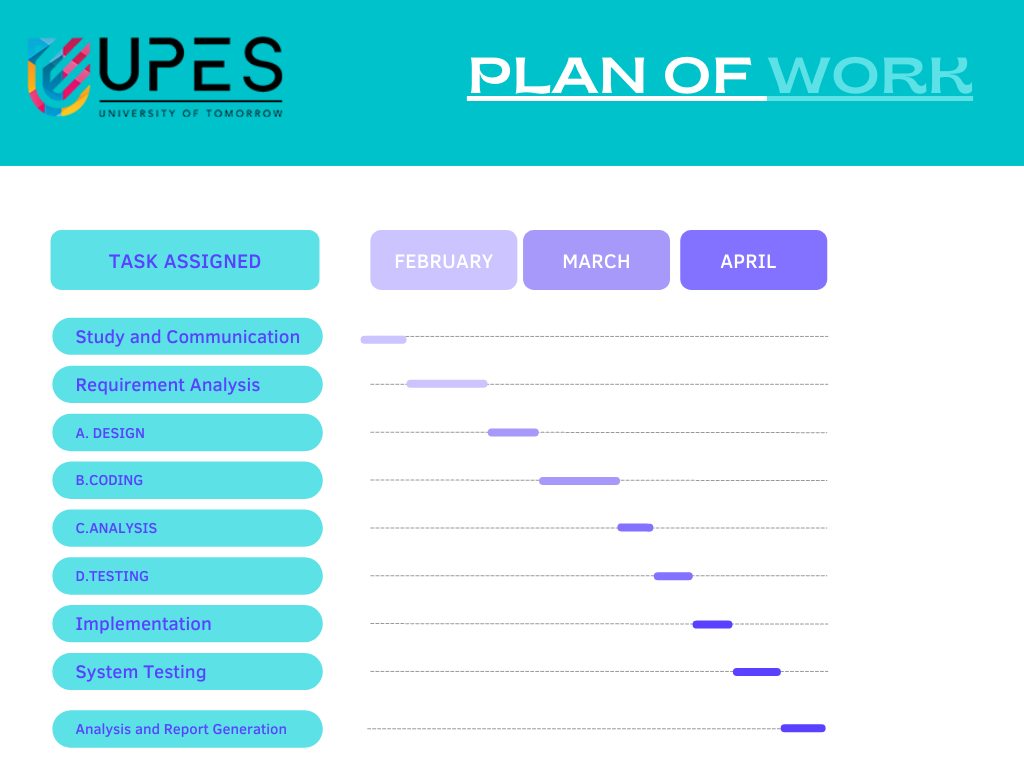 UPES
UNIVERSITY OF TOMORROW
PLAN OF WORK
TASK ASSIGNED
FEBRUARY
MARCH
APRIL
Study and Communication
Requirement Analysis
A. DESIGN
B.CODING
C.ANALYSIS
D.TESTING
Implementation
System Testing
Analysis and Report Generation